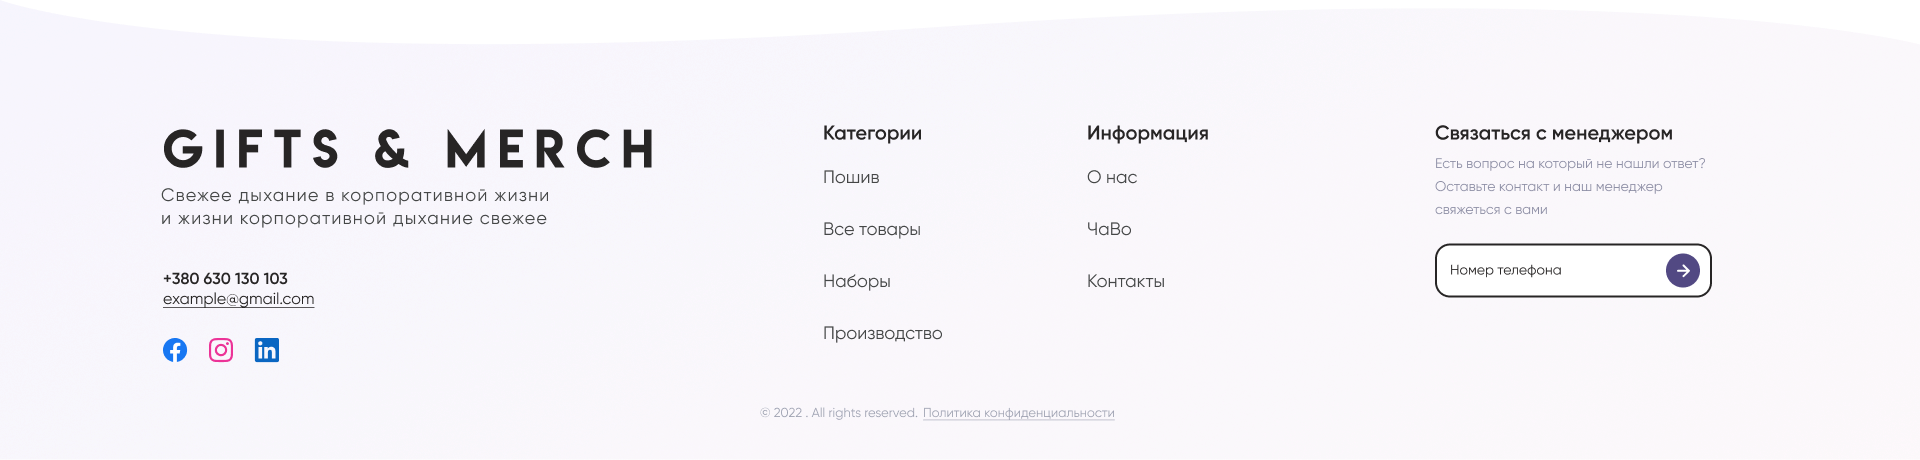 GIFTS & MERCH
Свежее дыхание в корпоративной жизни
и жизни корпоративной дыхание свежее
+380 630 130 103
example@gmail.com
Категории
Пошив
Все товары
Наборы
Производство
Информация
О нас
ЧаВо
Контакты
Связаться с менеджером
Есть вопрос на который не нашли ответ?
Оставьте контакт и наш менеджер
свяжеться с вами
Номер телефона
© 2022 . All rights reserved. Политика конфиденциальности